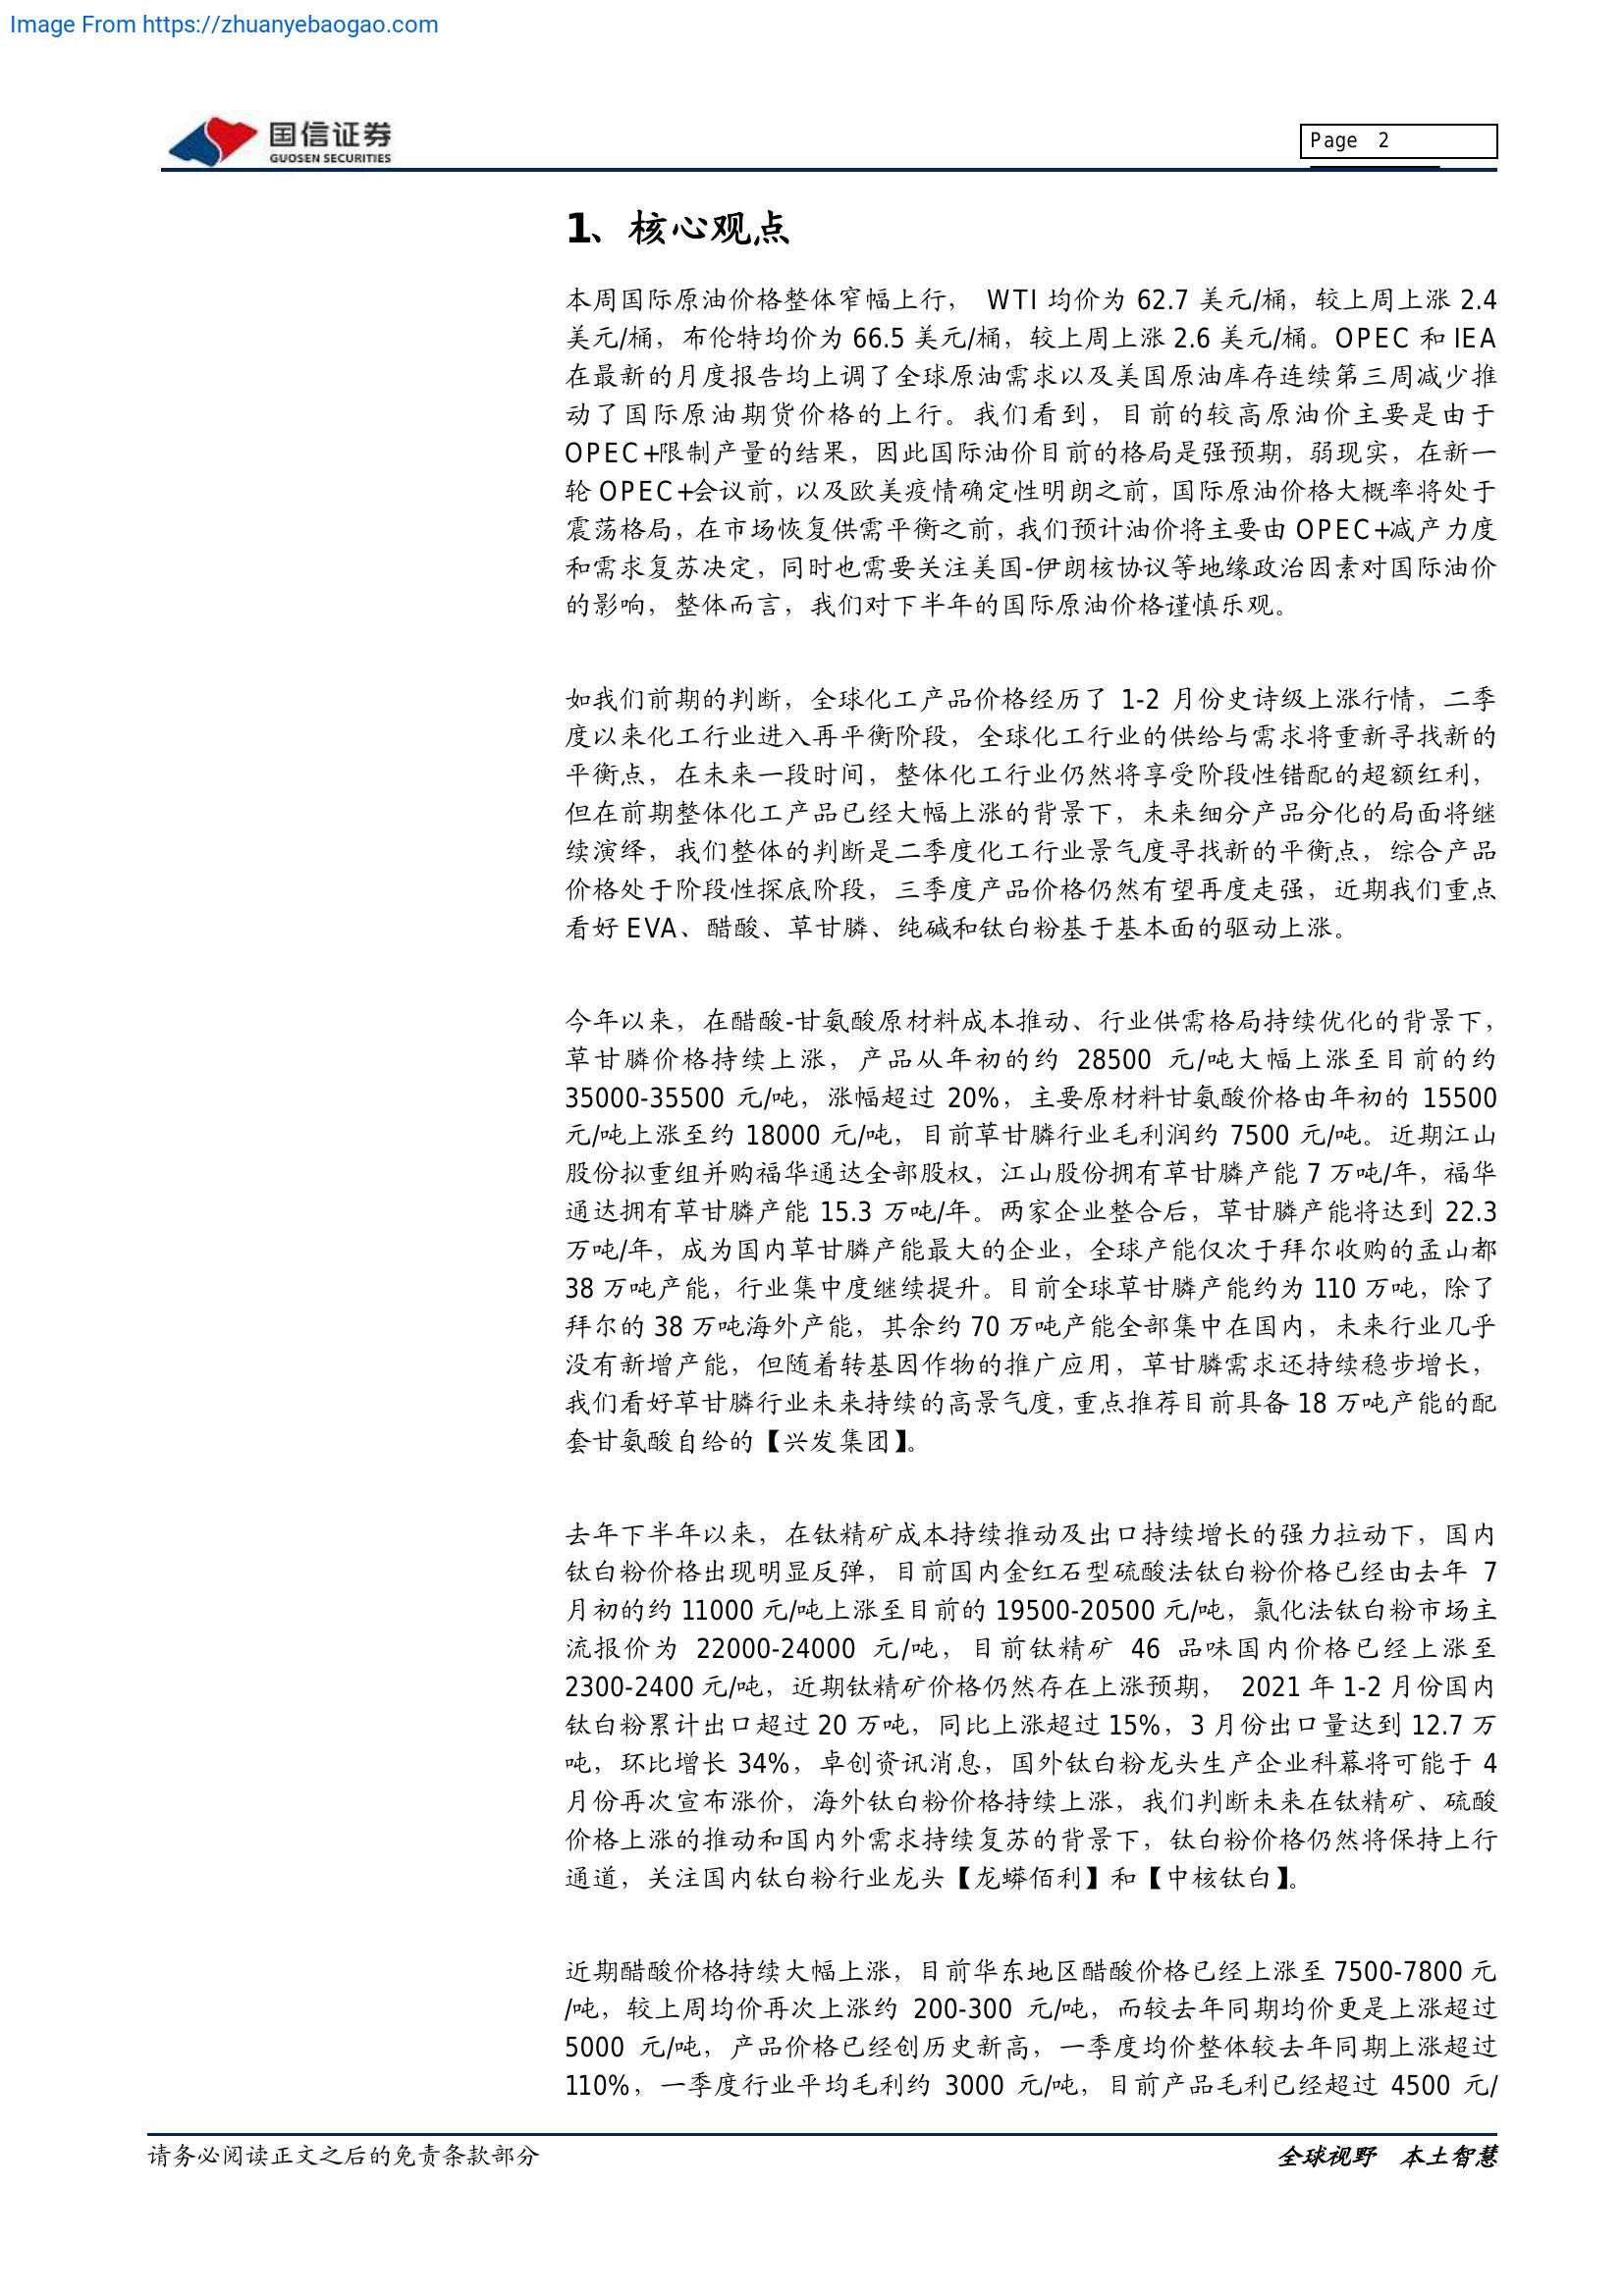 Image From https://zhuanyebaogao.com
国信证券
GUOSEN SECURITIES
Page 2
1、核心观点
本周国际原油价格整体窄幅上行， WTI 均价为 62.7 美元/桶，较上周上涨 2.4
美元/桶，布伦特均价为 66.5 美元/桶，较上周上涨 2.6 美元/桶。OPEC 和 IEA
在最新的月度报告均上调了全球原油需求以及美国原油库存连续第三周减少推
动了国际原油期货价格的上行。我们看到，目前的较高原油价主要是由于
OPEC+限制产量的结果，因此国际油价目前的格局是强预期，弱现实，在新一
轮 OPEC+会议前，以及欧美疫情确定性明朗之前，国际原油价格大概率将处于
震荡格局，在市场恢复供需平衡之前，我们预计油价将主要由 OPEC+减产力度
和需求复苏决定，同时也需要关注美国-伊朗核协议等地缘政治因素对国际油价
的影响，整体而言，我们对下半年的国际原油价格谨慎乐观。
如我们前期的判断，全球化工产品价格经历了 1-2 月份史诗级上涨行情，二季
度以来化工行业进入再平衡阶段，全球化工行业的供给与需求将重新寻找新的
平衡点，在未来一段时间，整体化工行业仍然将享受阶段性错配的超额红利，
但在前期整体化工产品已经大幅上涨的背景下，未来细分产品分化的局面将继
续演绎，我们整体的判断是二季度化工行业景气度寻找新的平衡点，综合产品
价格处于阶段性探底阶段，三季度产品价格仍然有望再度走强，近期我们重点
看好 EVA、醋酸、草甘膦、纯碱和钛白粉基于基本面的驱动上涨。
今年以来，在醋酸-甘氨酸原材料成本推动、行业供需格局持续优化的背景下，
草甘膦价格持续上涨，产品从年初的约 28500 元/吨大幅上涨至目前的约
35000-35500 元/吨，涨幅超过 20%，主要原材料甘氨酸价格由年初的 15500
元/吨上涨至约 18000 元/吨，目前草甘膦行业毛利润约 7500 元/吨。近期江山
股份拟重组并购福华通达全部股权，江山股份拥有草甘膦产能 7 万吨/年，福华
通达拥有草甘膦产能 15.3 万吨/年。两家企业整合后，草甘膦产能将达到 22.3
万吨/年，成为国内草甘膦产能最大的企业，全球产能仅次于拜尔收购的孟山都
38 万吨产能，行业集中度继续提升。目前全球草甘膦产能约为 110 万吨，除了
拜尔的 38 万吨海外产能，其余约 70 万吨产能全部集中在国内，未来行业几乎
没有新增产能，但随着转基因作物的推广应用，草甘膦需求还持续稳步增长，
我们看好草甘膦行业未来持续的高景气度，重点推荐目前具备 18 万吨产能的配
套甘氨酸自给的【兴发集团】。
去年下半年以来，在钛精矿成本持续推动及出口持续增长的强力拉动下，国内
钛白粉价格出现明显反弹，目前国内金红石型硫酸法钛白粉价格已经由去年 7
月初的约 11000 元/吨上涨至目前的 19500-20500 元/吨，氯化法钛白粉市场主
流报价为 22000-24000 元/吨，目前钛精矿 46 品味国内价格已经上涨至
2300-2400 元/吨，近期钛精矿价格仍然存在上涨预期， 2021 年 1-2 月份国内
钛白粉累计出口超过 20 万吨，同比上涨超过 15%，3 月份出口量达到 12.7 万
吨，环比增长 34%，卓创资讯消息，国外钛白粉龙头生产企业科幕将可能于 4
月份再次宣布涨价，海外钛白粉价格持续上涨，我们判断未来在钛精矿、硫酸
价格上涨的推动和国内外需求持续复苏的背景下，钛白粉价格仍然将保持上行
通道，关注国内钛白粉行业龙头【龙蟒佰利】和【中核钛白】。
近期醋酸价格持续大幅上涨，目前华东地区醋酸价格已经上涨至 7500-7800 元
/吨，较上周均价再次上涨约 200-300 元/吨，而较去年同期均价更是上涨超过
5000 元/吨，产品价格已经创历史新高，一季度均价整体较去年同期上涨超过
110%，一季度行业平均毛利约 3000 元/吨，目前产品毛利已经超过 4500 元/
请务必阅读正文之后的免责条款部分
全球视野 本土智慧